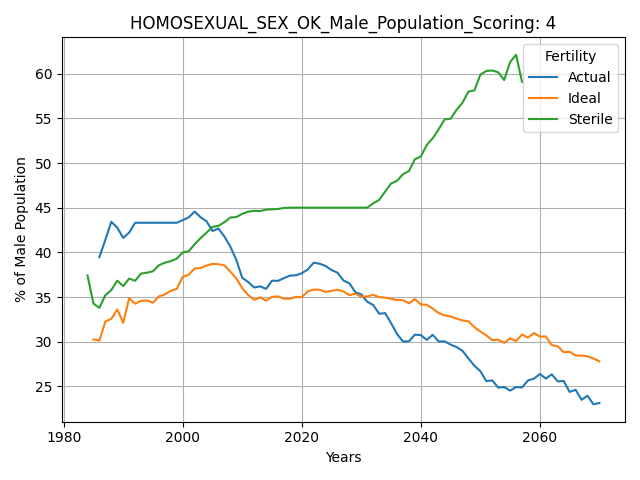 HOMOSEXUAL_SEX_OK_Male_Population_Scoring: 4
Fertility
Actual
Ideal
Sterile
% of Male Population
60
55
50
45
40
35
30
25
1980
2000
2020
2040
2060
Years